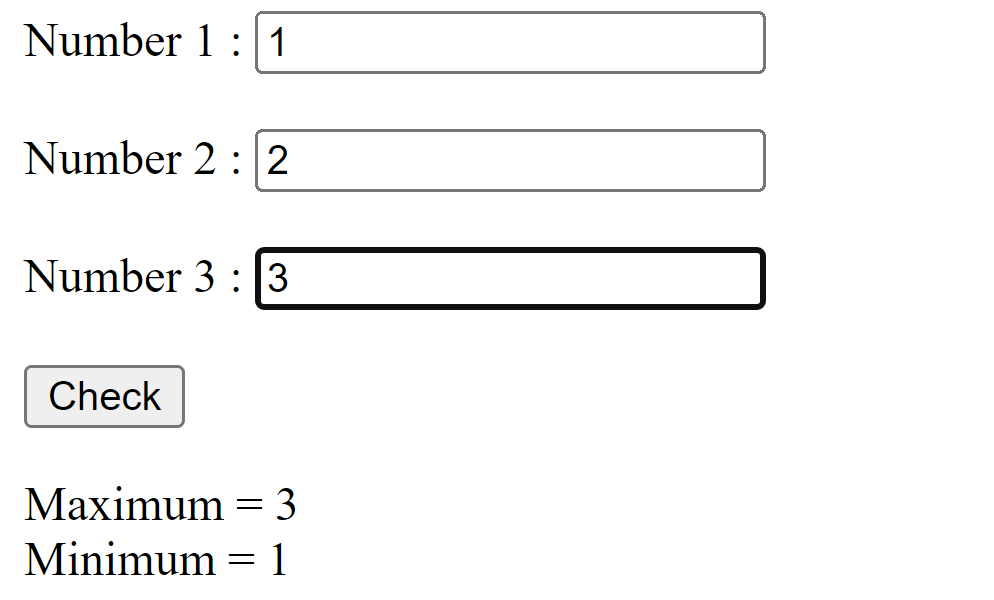 Number 1 : 1
Number 2 : 2
Number 3 : 3
Check
Maximum = 3
Minimum = 1